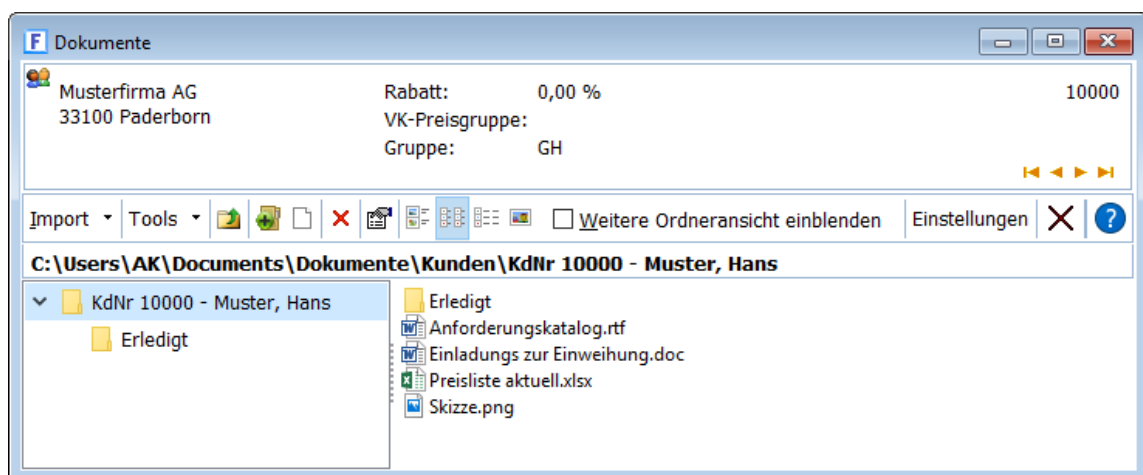 F Dokumente
Musterfirma AG Rabatt: 0,00 % 10000
33100 Paderborn VK-Preisgruppe:
Gruppe: GH
Import Tools Weitere Ordneransicht einblenden Einstellungen ?
C:\Users\AK\Documents\Dokumente\Kunden\KdNr 10000 - Muster, Hans
KdNr 10000 - Muster, Hans
Erledigt
Erledigt
Anforderungskatalog.rtf
Einladungs zur Einweihung.doc
Preisliste aktuell.xlsx
Skizze.png